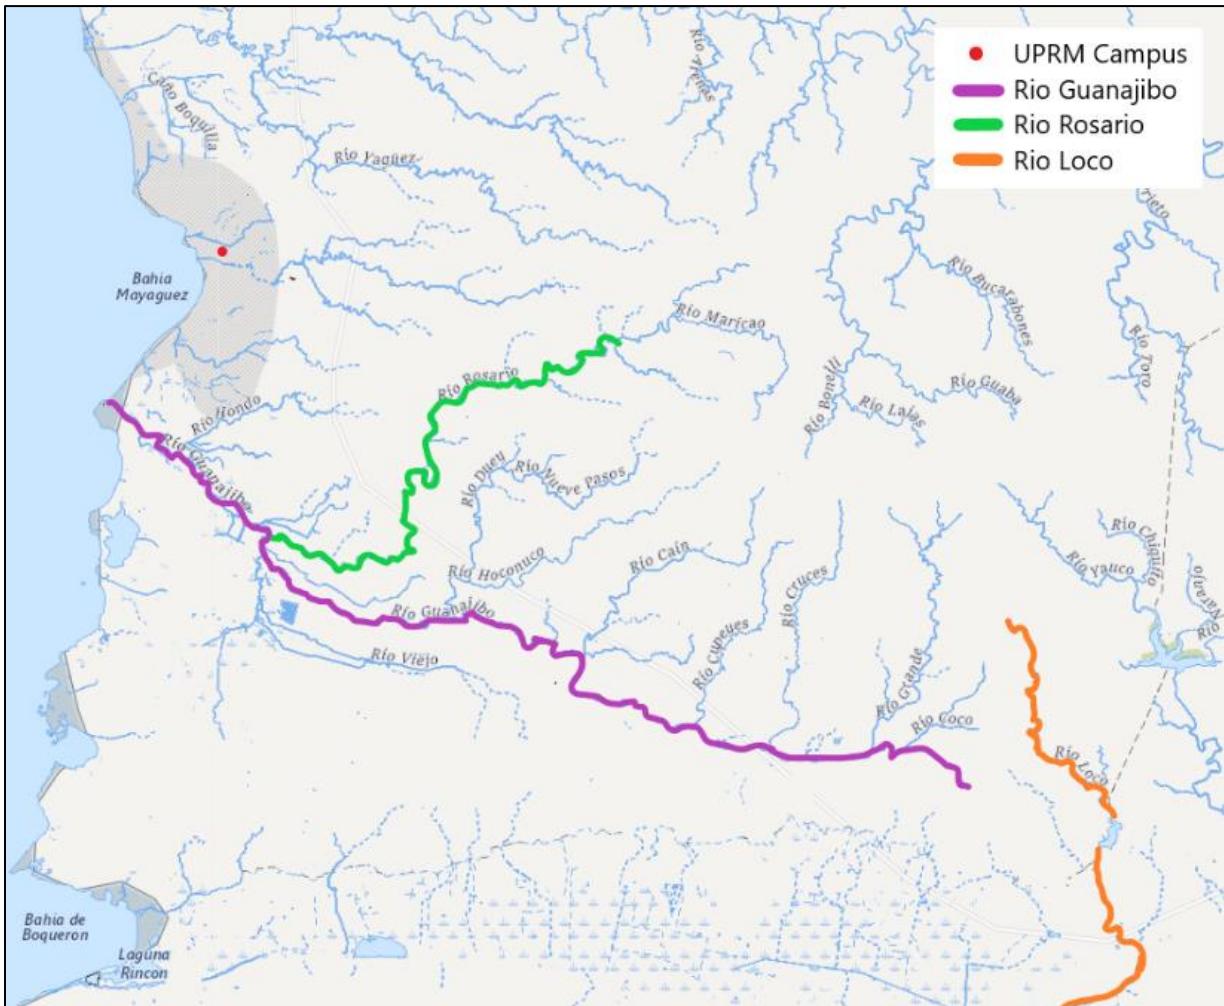 UPRM Campus
Rio Guanajibo
Rio Rosario
Rio Loco
Río Arenas
Caño Boquilla
Río Yagüez
rieto
Bahia
Mayaguez
Río Bucarabones
Río Maricao
Río Toro
Río Rosario
Río Bonelli
Río Guaba
Río Lajas
Río Hondo
Río Guanajibo
Río Duey
Río Nueve Pasos
Río Chiquito
Río Hoconuco
Río Cain
Río Yauco
Río Naranjo
Río Cruces
Río Guanajibo
Río Cupeyes
Río Viejo
Río Grande
Río Coco
Río Loco
Bahia de
Boqueron
Laguna
Rincon